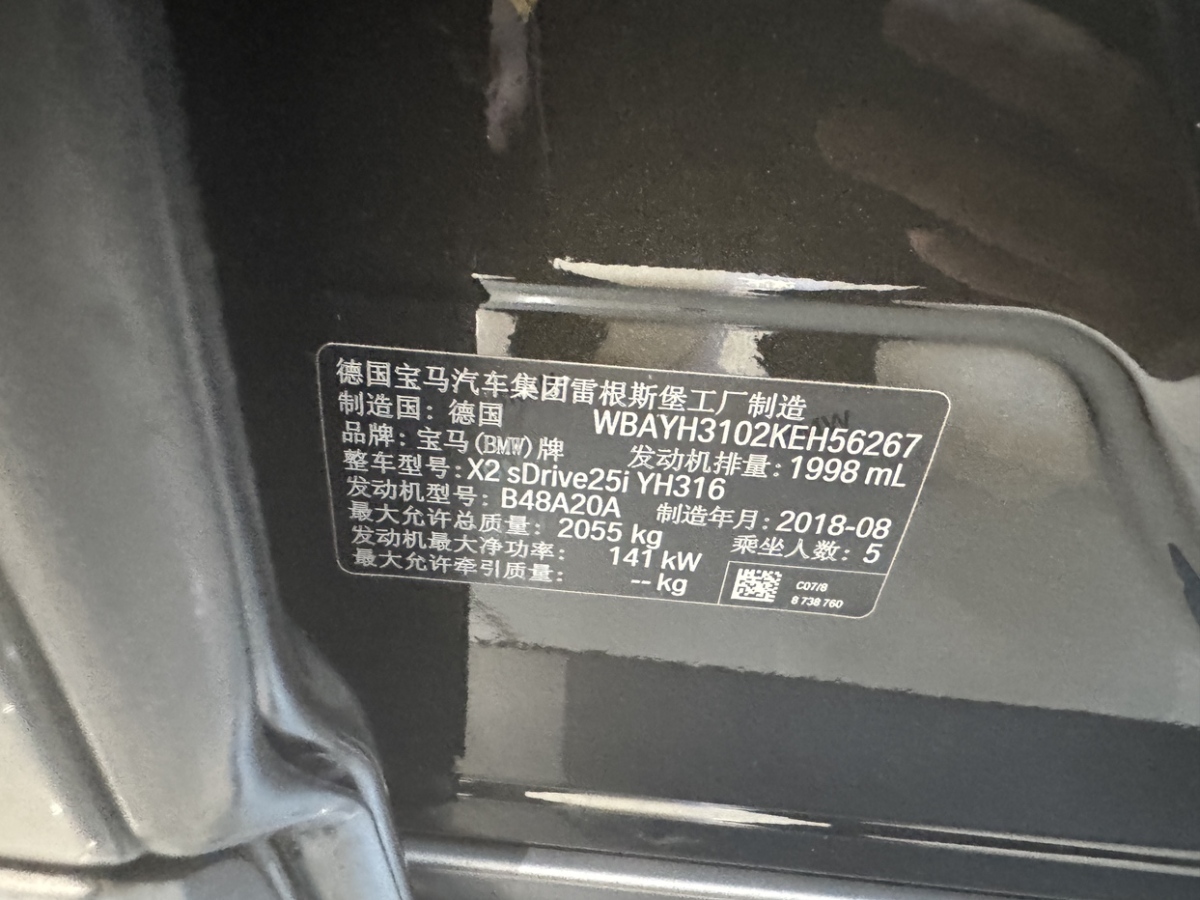 德国宝马汽车集团雷根斯堡工厂制造
制造国：德国 WBAYH3102KEH56267
品牌：宝马(BMW)牌 发动机排量：1998 mL
整车型号：X2 sDrive25i YH316
发动机型号：B48A20A 制造年月：2018-08
最大允许总质量：2055 kg 乘坐人数：5
发动机最大净功率：141 kW
最大允许牵引质量：-- kg
C07/8
8 738 760